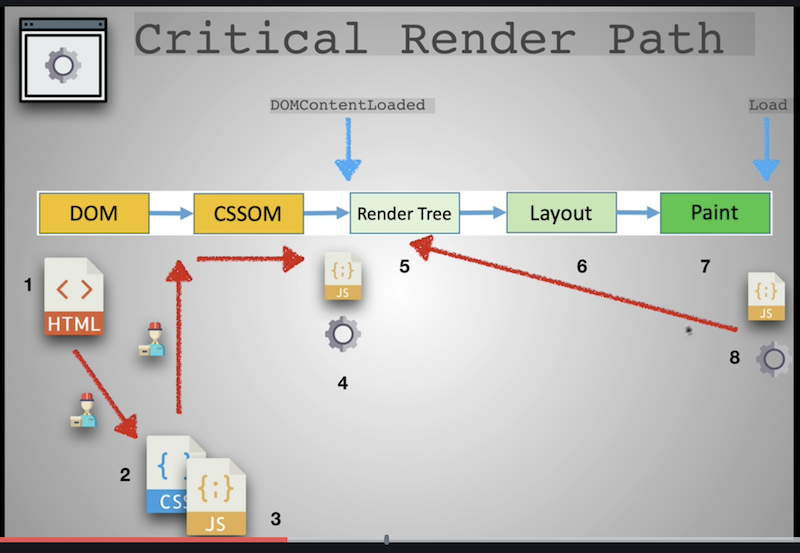 Critical Render Path
DOMContentLoaded
Load
DOM
CSSOM
Render Tree
Layout
Paint
1
HTML
{;}
JS
5
6
7
{;}
JS
4
8
2
{ }
CSS
{;}
JS
3